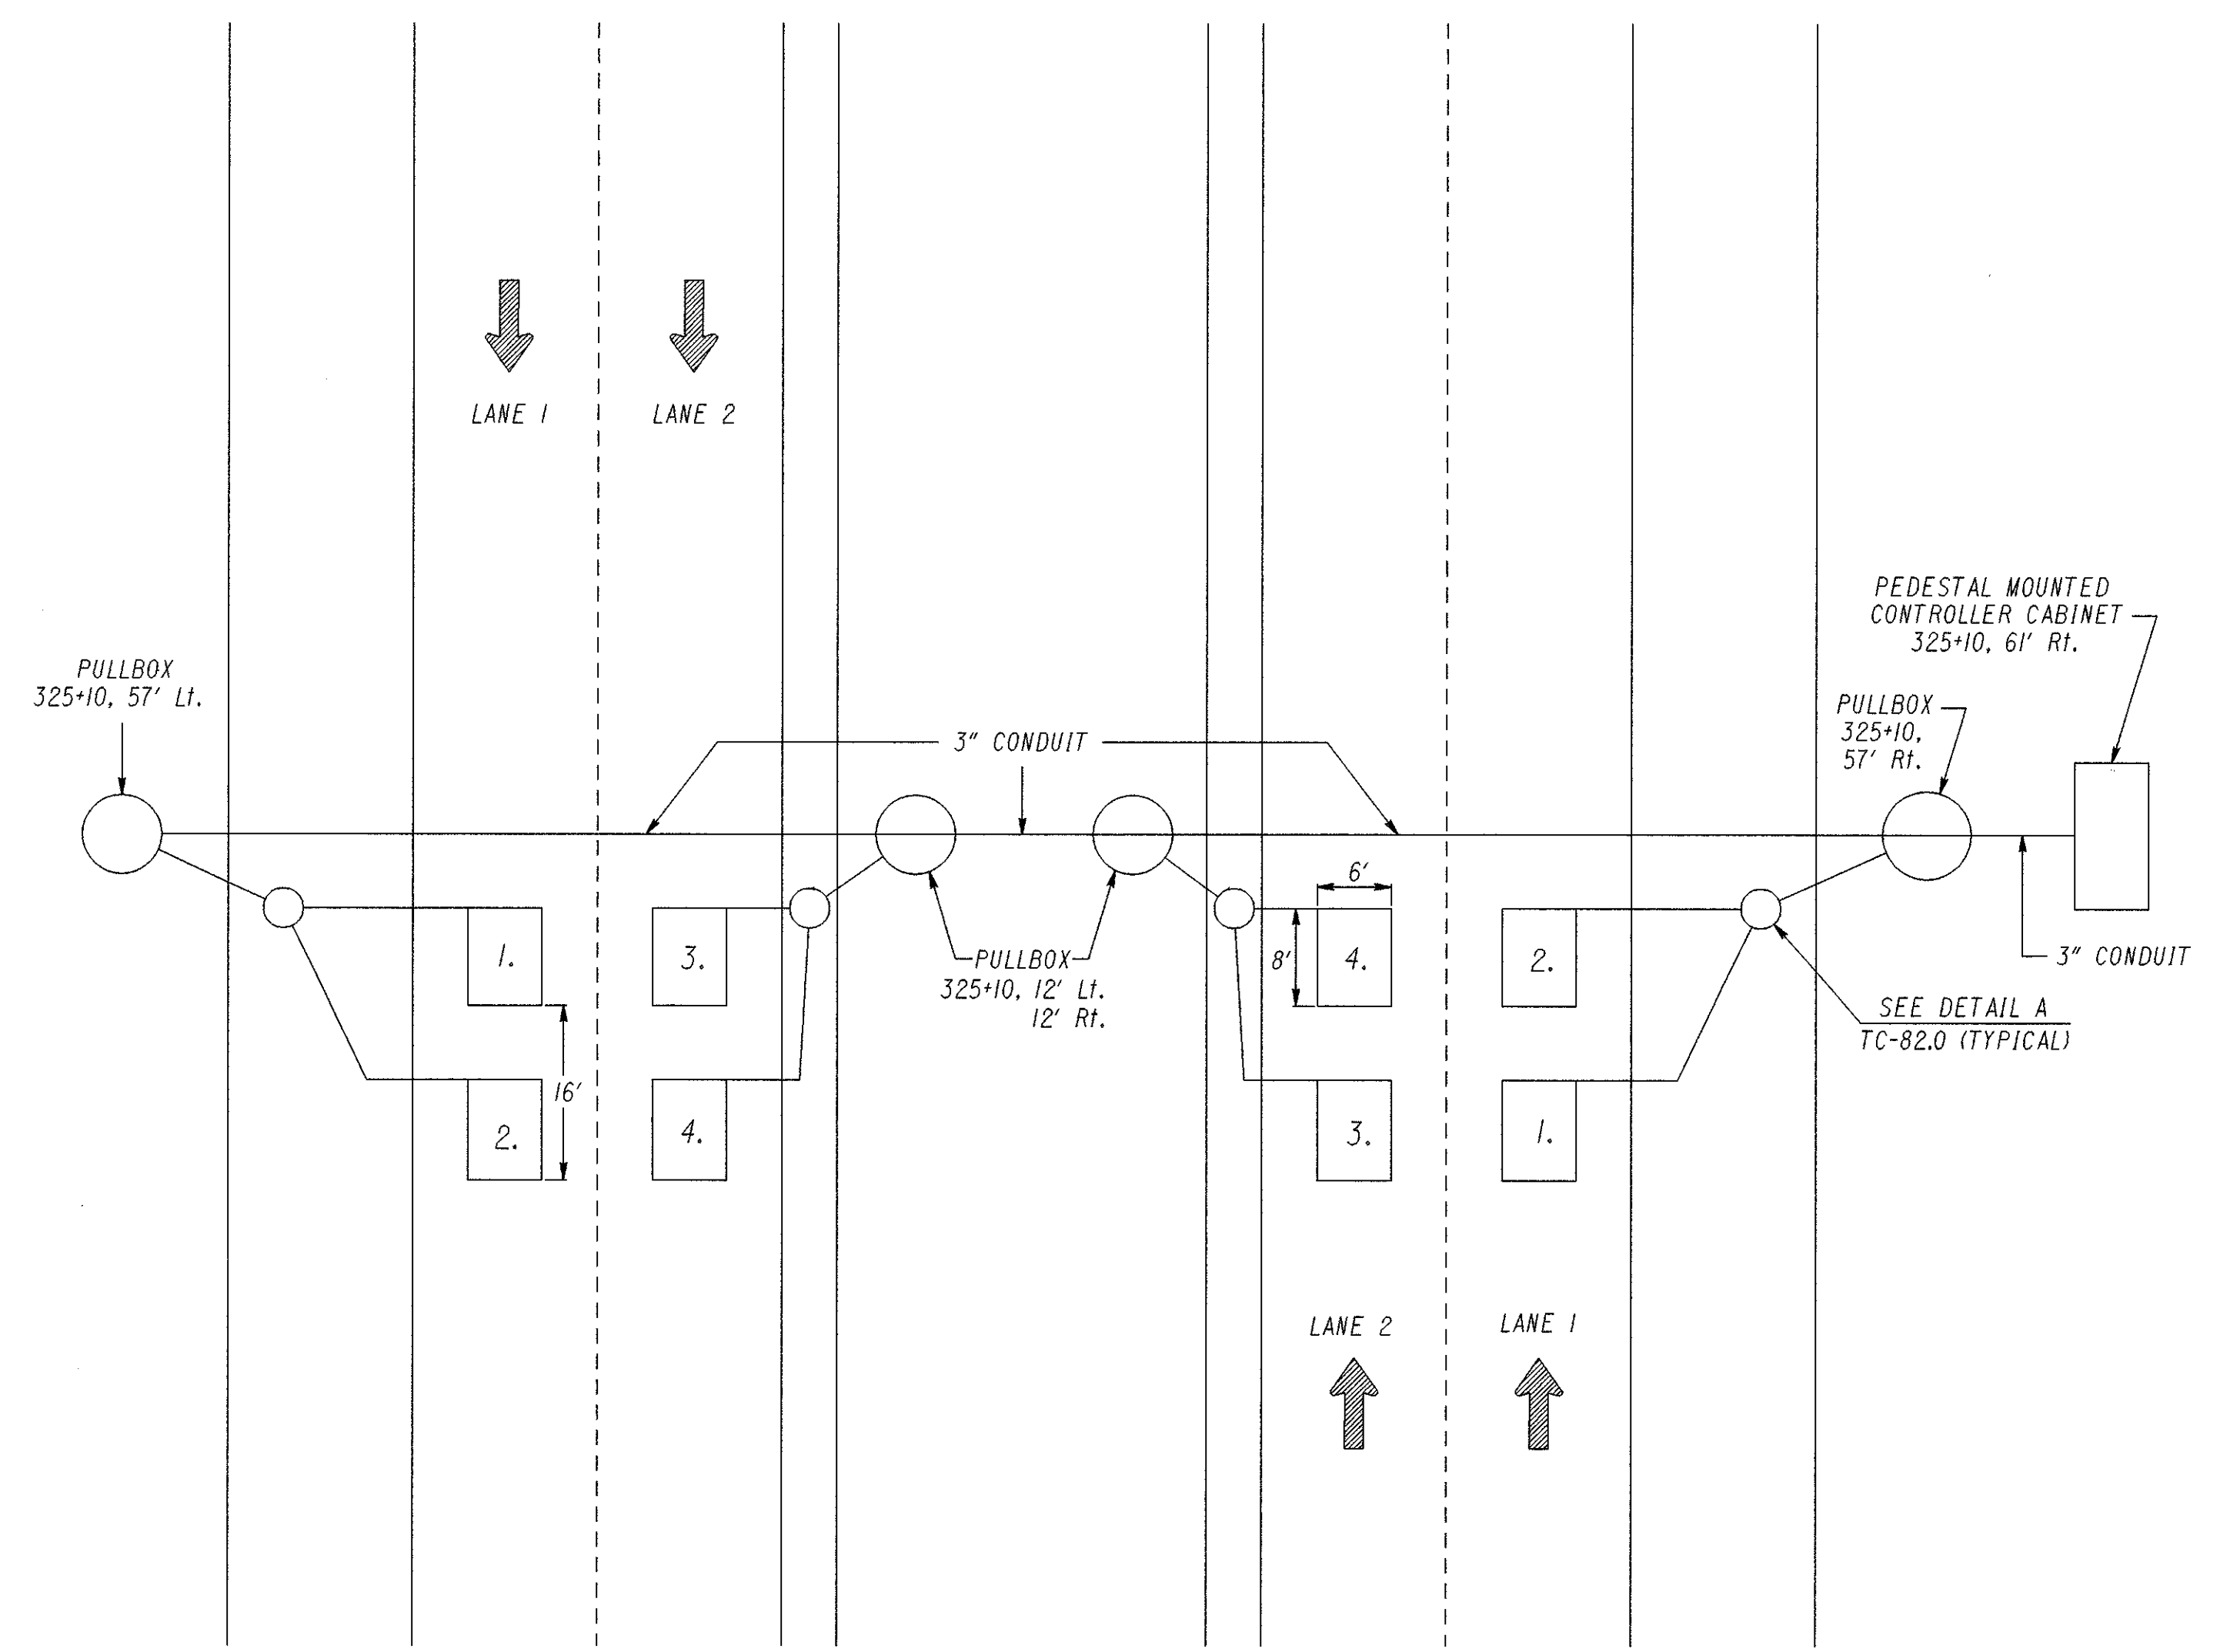 LANE 1
LANE 2
PEDESTAL MOUNTED
CONTROLLER CABINET
325+10, 61' Rt.
PULLBOX
325+10, 57' Lt.
PULLBOX
325+10,
57' Rt.
3" CONDUIT
6'
8'
1.
3.
4.
2.
PULLBOX
325+10, 12' Lt.
12' Rt.
3" CONDUIT
SEE DETAIL A
TC-82.0 (TYPICAL)
16'
2.
4.
3.
1.
LANE 2
LANE 1